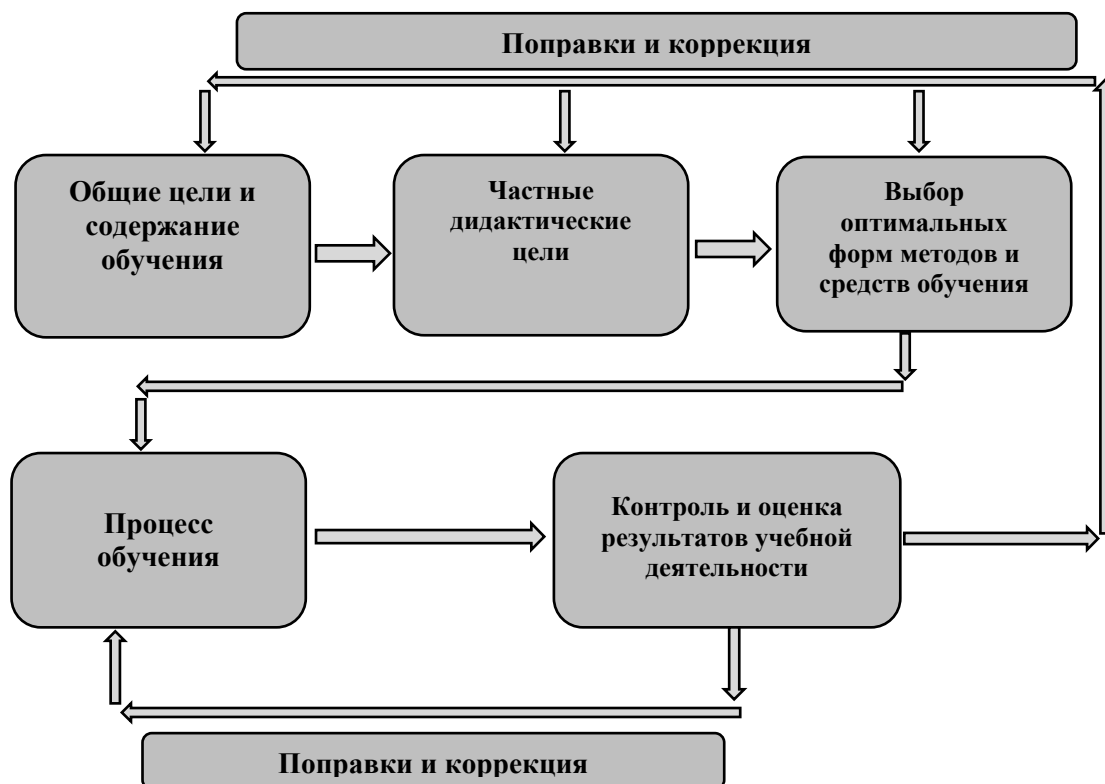 Поправки и коррекция
Общие цели и
содержание
обучения
Частные
дидактические
цели
Выбор
оптимальных
форм методов и
средств обучения
Процесс
обучения
Контроль и оценка
результатов учебной
деятельности
Поправки и коррекция